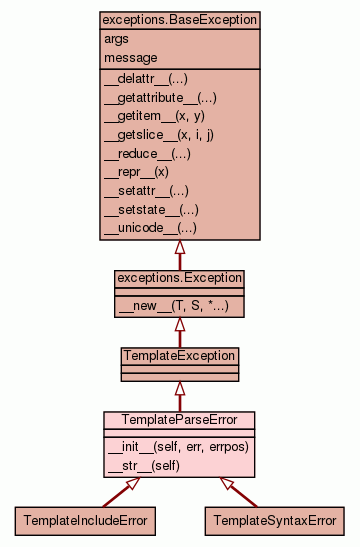 exceptions.BaseException
args
message
__delattr__(...)
__getattribute__(...)
__getitem__(x, y)
__getslice__(x, i, j)
__reduce__(...)
__repr__(x)
__setattr__(...)
__setstate__(...)
__unicode__(...)
exceptions.Exception
__new__(T, S, *...)
TemplateException
TemplateParseError
__init__(self, err, errpos)
__str__(self)
TemplateIncludeError
TemplateSyntaxError